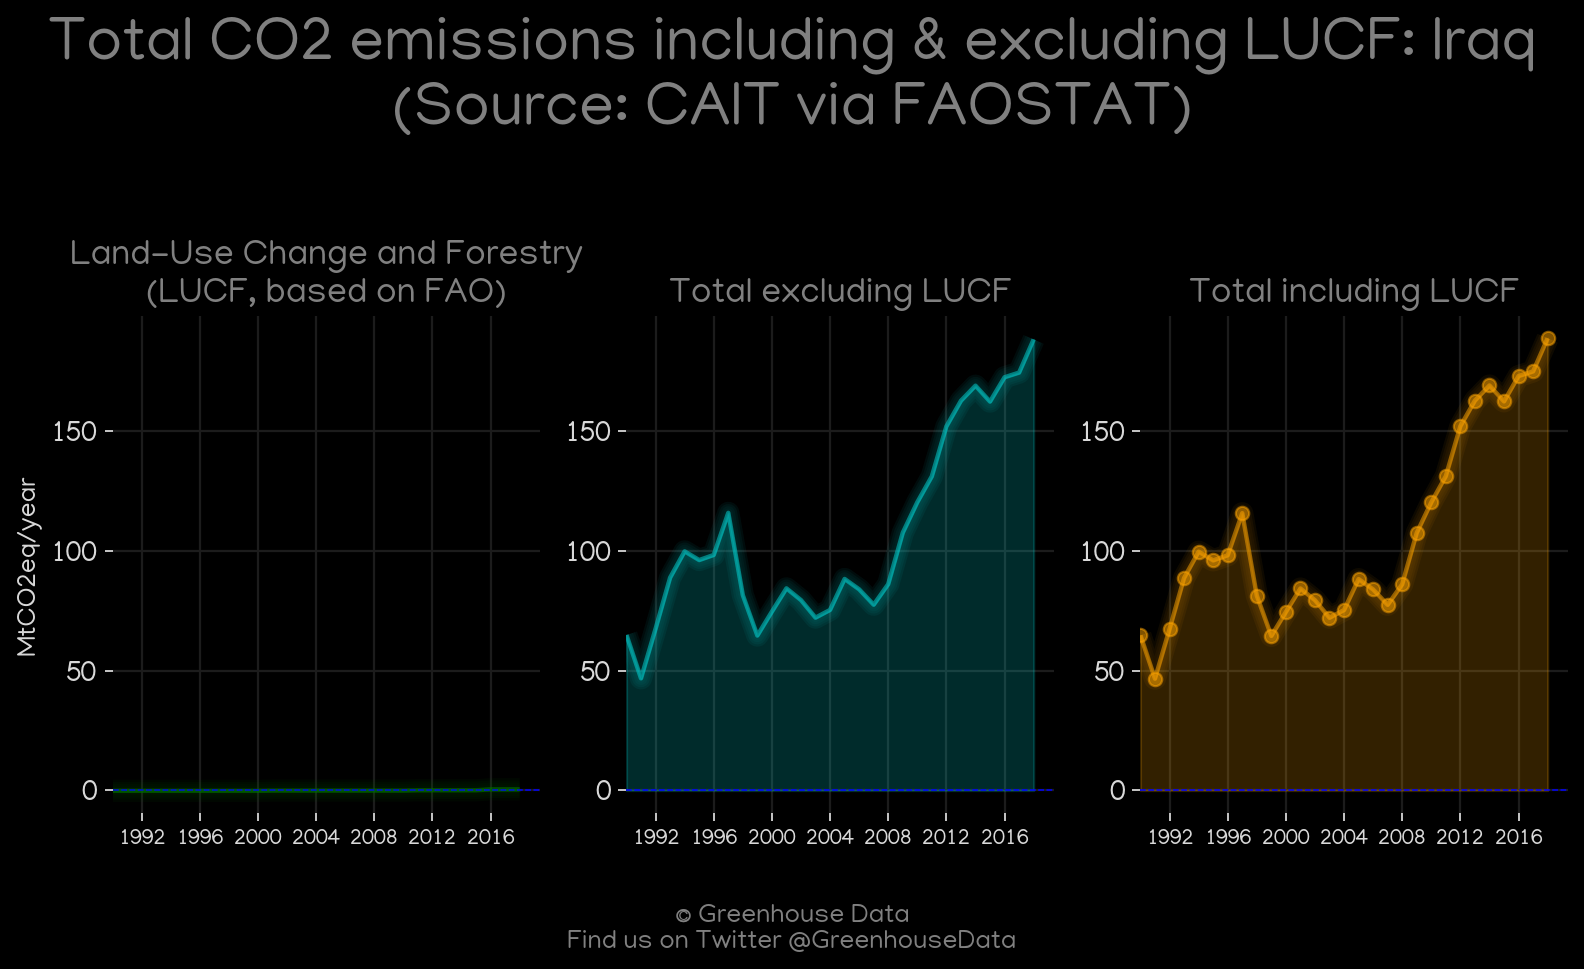 Total CO2 emissions including & excluding LUCF: Iraq
(Source: CAIT via FAOSTAT)
Land-Use Change and Forestry
(LUCF, based on FAO)
Total excluding LUCF
Total including LUCF
MtCO2eq/year
150
100
50
0
1992 1996 2000 2004 2008 2012 2016
150
100
50
0
1992 1996 2000 2004 2008 2012 2016
150
100
50
0
1992 1996 2000 2004 2008 2012 2016
© Greenhouse Data
Find us on Twitter @GreenhouseData